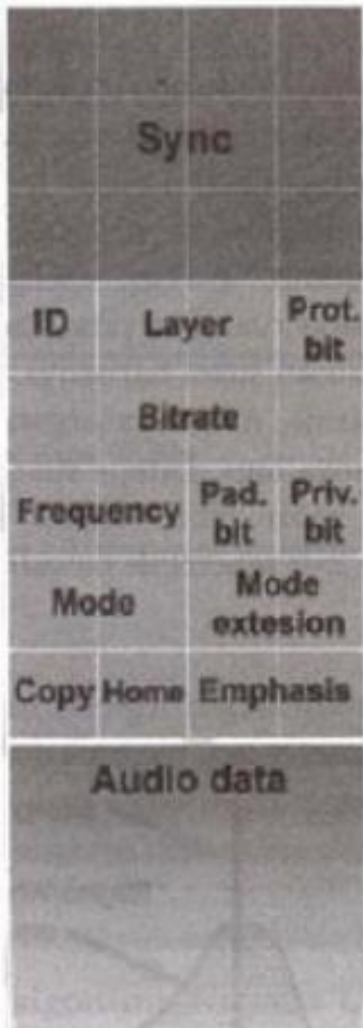 Sync
ID Layer Prot. bit
Bitrate
Frequency Pad. bit Priv. bit
Mode Mode extesion
Copy Home Emphasis
Audio data